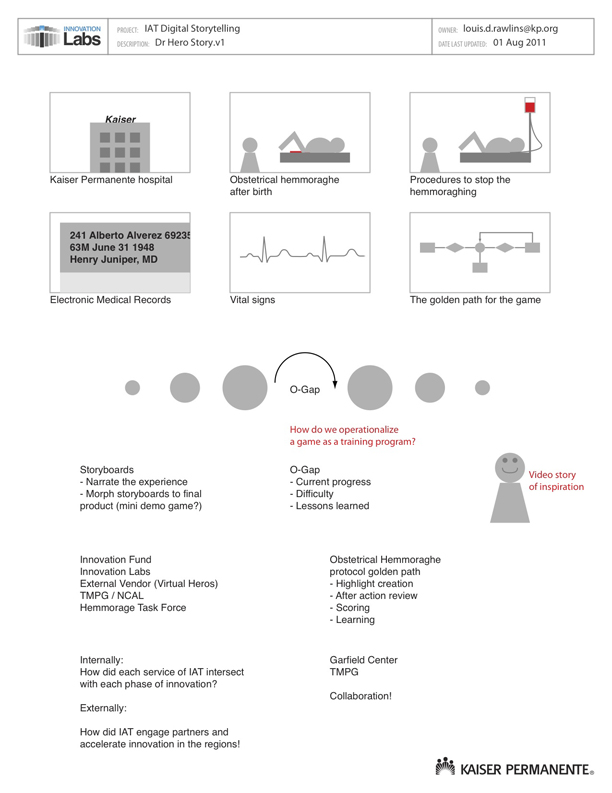 INNOVATION
Labs
PROJECT: IAT Digital Storytelling
DESCRIPTION: Dr Hero Story.v1
OWNER: louis.d.rawlins@kp.org
DATE LAST UPDATED: 01 Aug 2011
Kaiser
Kaiser Permanente hospital
Obstetrical hemmoraghe
after birth
Procedures to stop the
hemmoraghing
241 Alberto Alverez 69235
63M June 31 1948
Henry Juniper, MD
Electronic Medical Records
Vital signs
The golden path for the game
O-Gap
How do we operationalize
a game as a training program?
Storyboards
- Narrate the experience
- Morph storyboards to final
product (mini demo game?)
O-Gap
- Current progress
- Difficulty
- Lessons learned
Video story
of inspiration
Innovation Fund
Innovation Labs
External Vendor (Virtual Heros)
TMPG / NCAL
Hemmorage Task Force
Obstetrical Hemmoraghe
protocol golden path
- Highlight creation
- After action review
- Scoring
- Learning
Internally:
How did each service of IAT intersect
with each phase of innovation?
Externally:
How did IAT engage partners and
accelerate innovation in the regions!
Garfield Center
TMPG
Collaboration!
KAISER PERMANENTE®